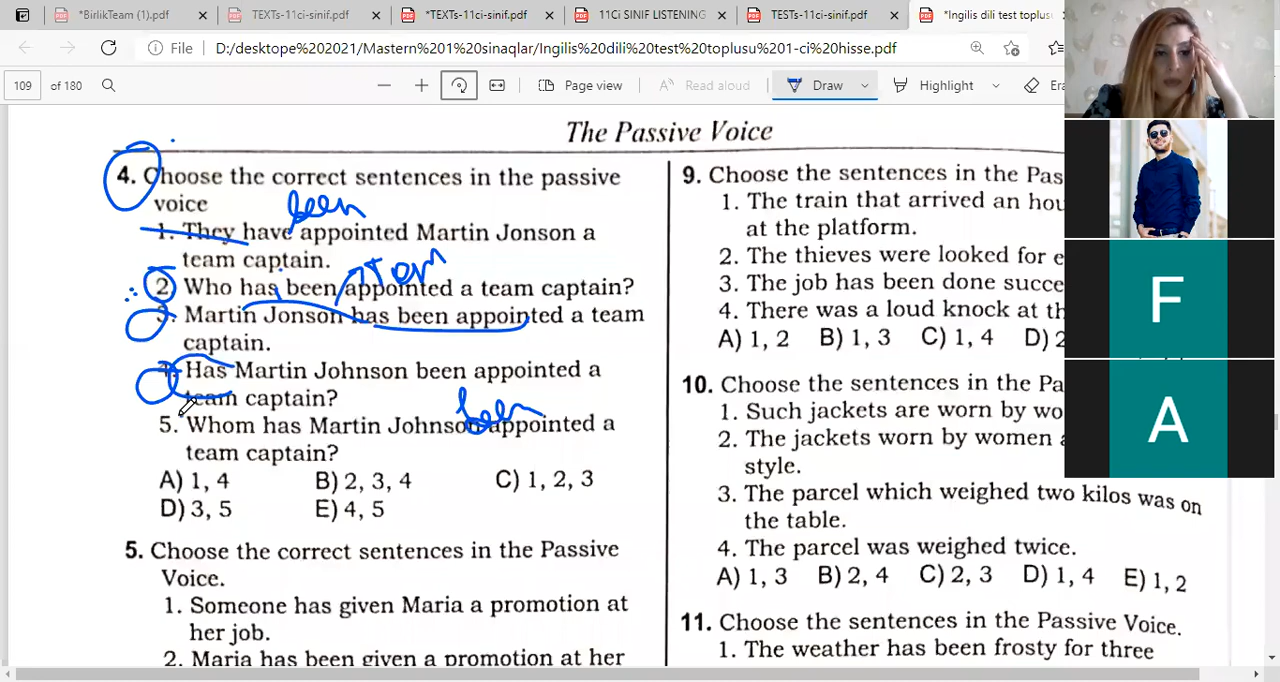 *BirlikTeam (1).pdf
TEXTs-11ci-sinif.pdf
*TEXTs-11ci-sinif.pdf
11Ci SINIF LISTENING
TESTs-11ci-sinif.pdf
*Ingilis dili test toplusu
File
D:/desktope%202021/Mastern%201%20sinaqlar/Ingilis%20dili%20test%20toplusu%201-ci%20hisse.pdf
109 of 180
Page view
Read aloud
Draw
Highlight
Era
The Passive Voice
4. Choose the correct sentences in the passive
voice
been
1. They have appointed Martin Jonson a
team captain.
2. Who has been appointed a team captain?
3. Martin Jonson has been appointed a team
captain.
4. Has Martin Johnson been appointed a
team captain?
been
5. Whom has Martin Johnson appointed a
team captain?
A) 1, 4 B) 2, 3, 4 C) 1, 2, 3
D) 3, 5 E) 4, 5
5. Choose the correct sentences in the Passive
Voice.
1. Someone has given Maria a promotion at
her job.
2. Maria has been given a promotion at her
9. Choose the sentences in the Pas
1. The train that arrived an hou
at the platform.
2. The thieves were looked for e
3. The job has been done succe
4. There was a loud knock at th
A) 1, 2 B) 1, 3 C) 1, 4 D) 2
10. Choose the sentences in the Pa
1. Such jackets are worn by wo
2. The jackets worn by women
style.
3. The parcel which weighed two kilos was on
the table.
4. The parcel was weighed twice.
A) 1, 3 B) 2, 4 C) 2, 3 D) 1, 4 E) 1, 2
11. Choose the sentences in the Passive Voice.
1. The weather has been frosty for three
F
A